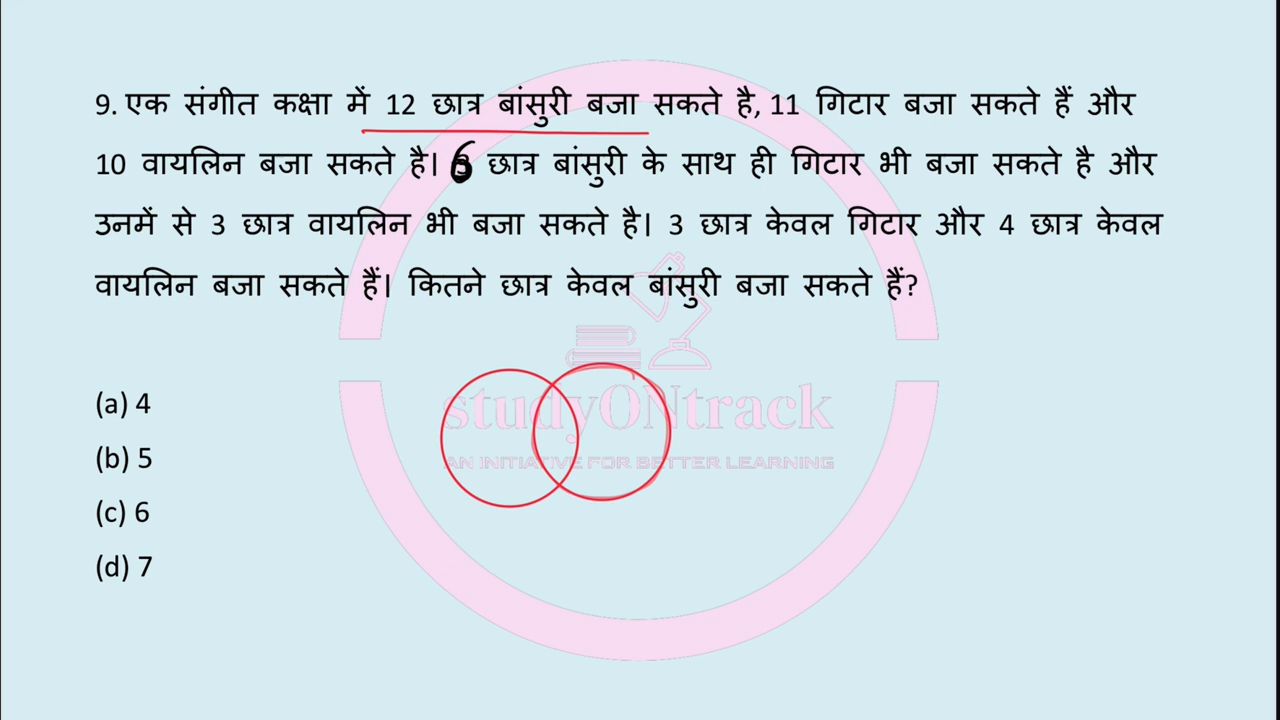 9. एक संगीत कक्षा में 12 छात्र बांसुरी बजा सकते है, 11 गिटार बजा सकते हैं और
10 वायलिन बजा सकते है। 6 छात्र बांसुरी के साथ ही गिटार भी बजा सकते है और
उनमें से 3 छात्र वायलिन भी बजा सकते है। 3 छात्र केवल गिटार और 4 छात्र केवल
वायलिन बजा सकते हैं। कितने छात्र केवल बांसुरी बजा सकते हैं?
(a) 4
studyONtrack
(b) 5
AN INITIATIVE FOR BETTER LEARNING
(c) 6
(d) 7